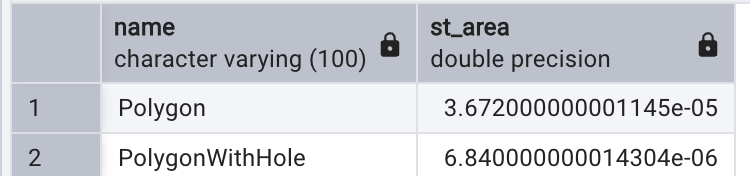 name st_area
character varying (100) double precision
1 Polygon 3.672000000001145e-05
2 PolygonWithHole 6.840000000014304e-06